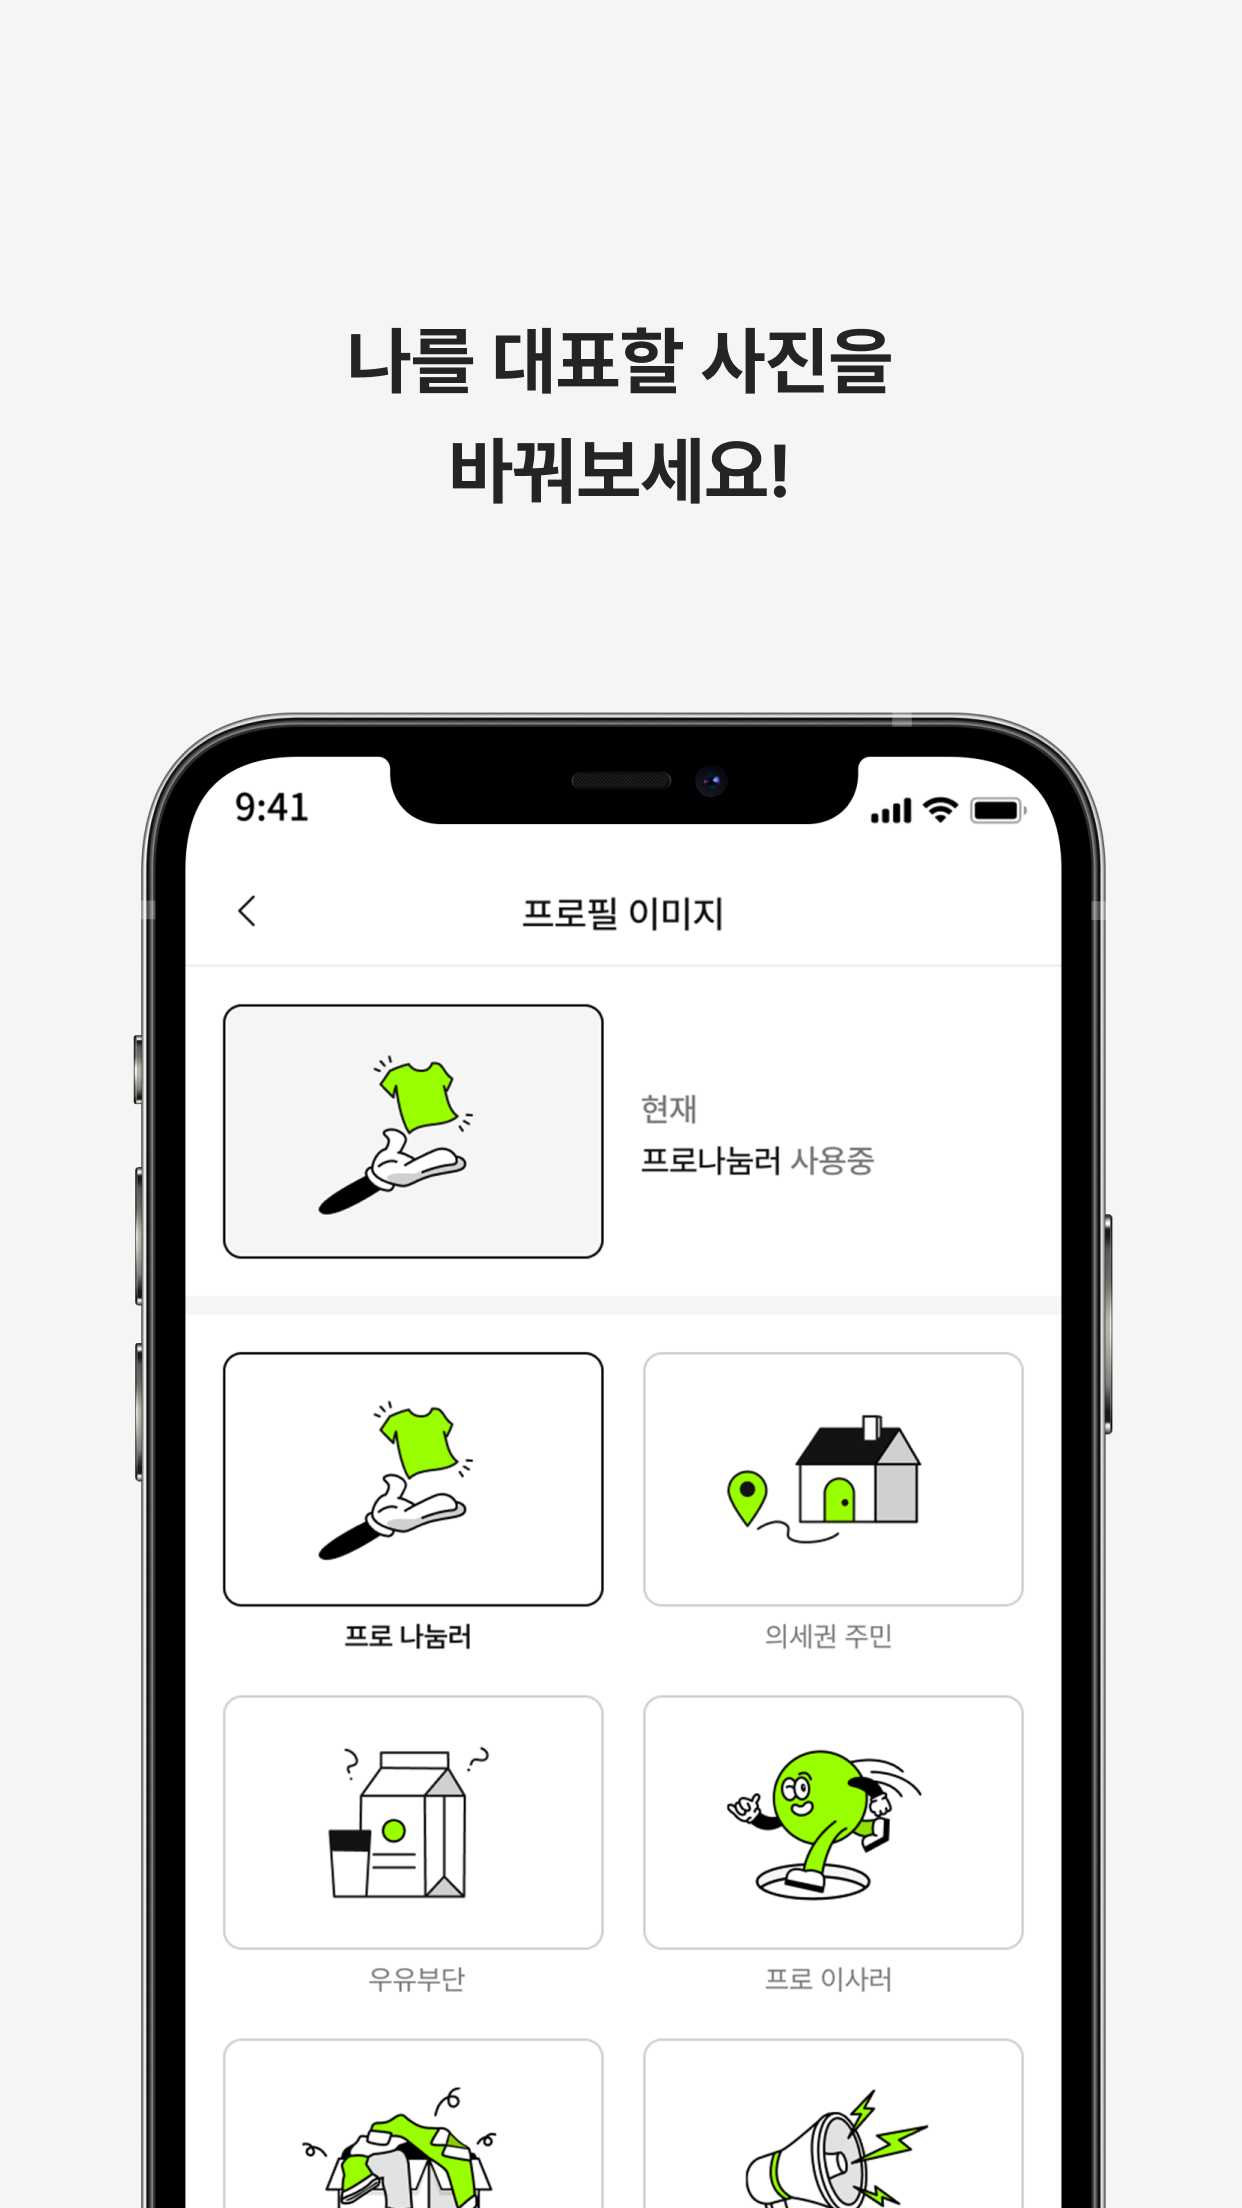 나를 대표할 사진을
바꿔보세요!
9:41
프로필 이미지
현재
프로나눔러 사용중
프로 나눔러
의세권 주민
우유부단
프로 이사러